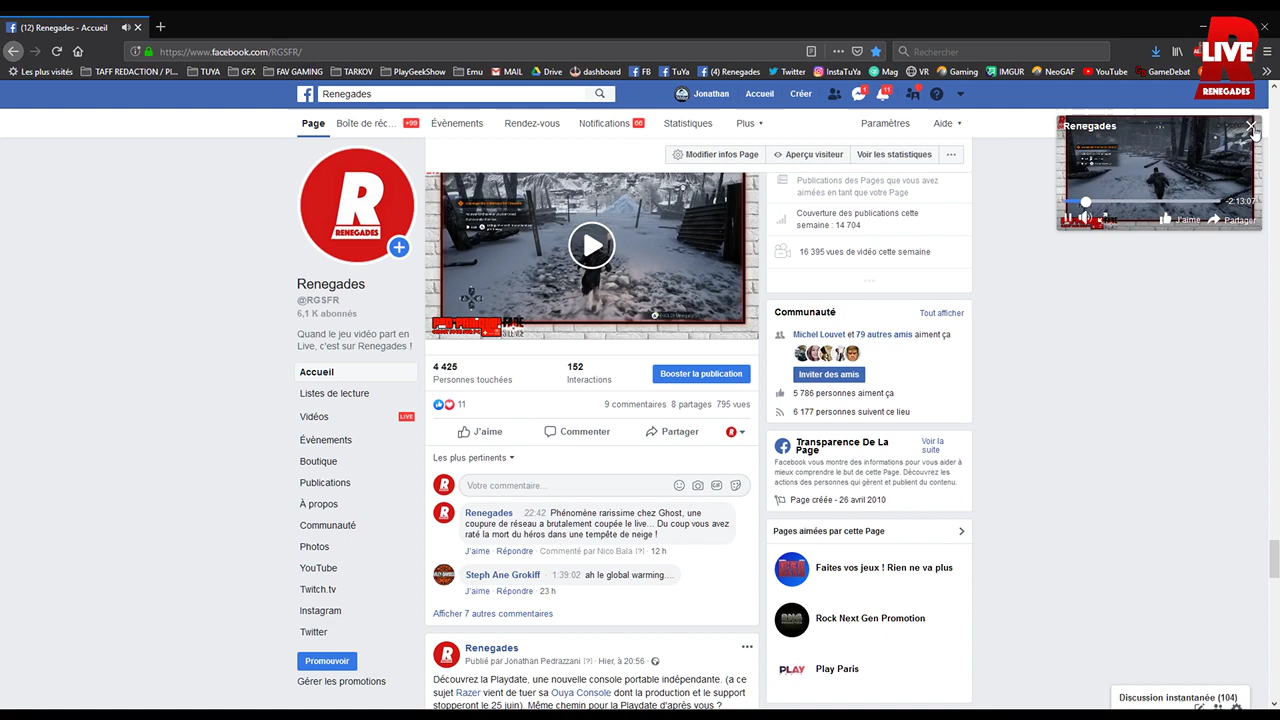 (12) Renegades - Accueil
https://www.facebook.com/RGSFR/
Rechercher
Les plus visités
TAFF REDACTION / Pl...
TUYA
GFX
FAV GAMING
TARKOV
PlayGeekShow
Emu
MAIL
Drive
dashboard
FB
TuYa
(4) Renegades
Twitter
InstaTuYa
Mag
VR
Gaming
IMGUR
NeoGAF
YouTube
GameDebat
LIVE
RENEGADES
Renegades
Jonathan
Accueil
Créer
1
11
Page
Boîte de réc...
+99
Évènements
Rendez-vous
Notifications
66
Statistiques
Plus
Paramètres
Aide
Modifier infos Page
Aperçu visiteur
Voir les statistiques
Renegades
-2:13:07
J'aime
Partager
R
RENEGADES
Renegades
@RGSFR
6,1 K abonnés
Quand le jeu vidéo part en
Live, c'est sur Renegades !
Accueil
Listes de lecture
Vidéos
LIVE
Évènements
Boutique
Publications
À propos
Communauté
Photos
YouTube
Twitch.tv
Instagram
Twitter
Promouvoir
Gérer les promotions
4 425
Personnes touchées
152
Interactions
Booster la publication
11
9 commentaires 8 partages 795 vues
J'aime
Commenter
Partager
Les plus pertinents
Votre commentaire...
GIF
Renegades · 22:42 Phénomène rarissime chez Ghost, une
coupure de réseau a brutalement coupée le live... Du coup vous avez
raté la mort du héros dans une tempête de neige !
J'aime · Répondre · Commenté par Nico Bala [?] · 12 h
Steph Ane Grokiff · 1:39:02 ah le global warming....
J'aime · Répondre · 23 h
Afficher 7 autres commentaires
Renegades
Publié par Jonathan Pedrazzani [?] · Hier, à 20:56 ·
Découvrez la Playdate, une nouvelle console portable indépendante. (a ce
sujet Razer vient de tuer sa Ouya Console dont la production et le support
stopperont le 25 juin). Même chemin pour la Playdate d'après vous ?
Publications des Pages que vous
avez aimées en tant que votre Page
Couverture des publications cette
semaine : 14 704
16 395 vues de vidéo cette semaine
Communauté
Tout afficher
Michel Louvet et 79 autres amis aiment ça
Inviter des amis
5 786 personnes aiment ça
6 177 personnes suivent ce lieu
Transparence De La
Page
Voir la
suite
Facebook vous montre des informations pour vous aider à
mieux comprendre le but de cette Page. Découvrez les
actions des personnes qui gèrent et publient du contenu.
Page créée - 26 avril 2010
Pages aimées par cette Page
Faites vos jeux ! Rien ne va plus
Rock Next Gen Promotion
PLAY
Play Paris
Discussion instantanée (104)